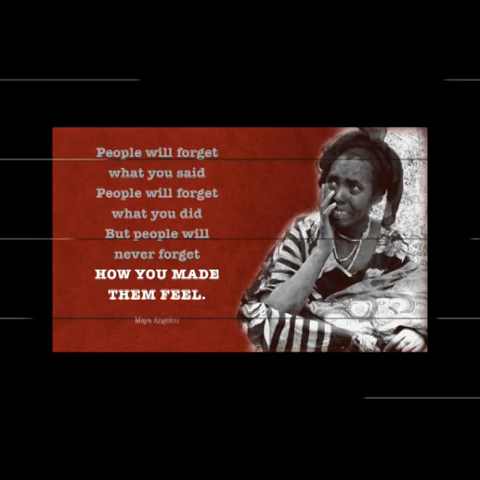 People will forget
what you said
People will forget
what you did
But people will
never forget
HOW YOU MADE
THEM FEEL.
Maya Angelou